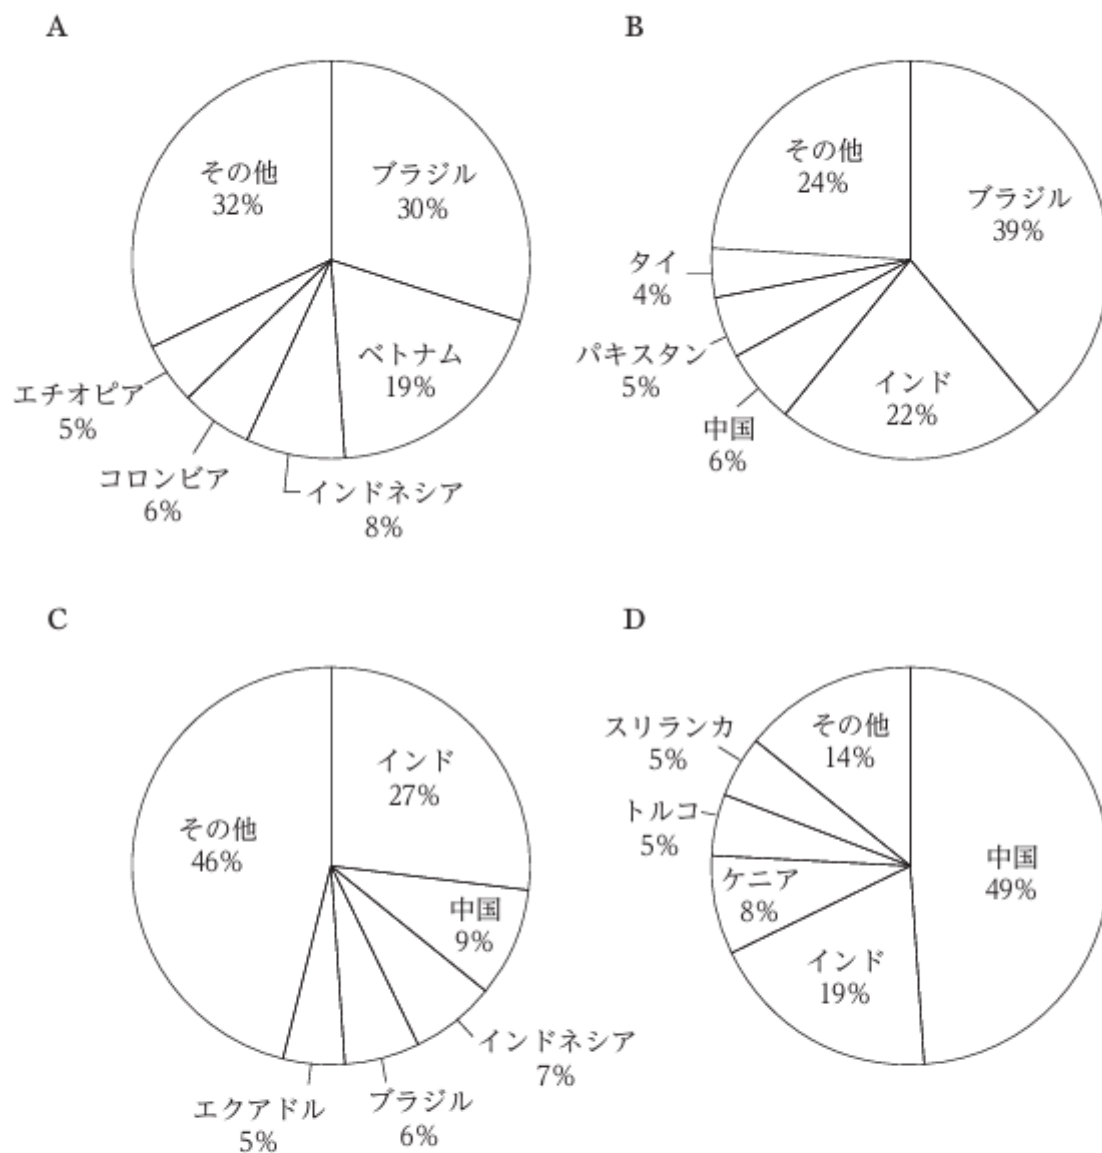 A
その他
32%
ブラジル
30%
ベトナム
19%
エチオピア
5%
コロンビア
6%
インドネシア
8%
B
その他
24%
ブラジル
39%
タイ
4%
パキスタン
5%
中国
6%
インド
22%
C
インド
27%
その他
46%
中国
9%
インドネシア
7%
エクアドル
5%
ブラジル
6%
D
スリランカ
5%
その他
14%
トルコ
5%
ケニア
8%
中国
49%
インド
19%